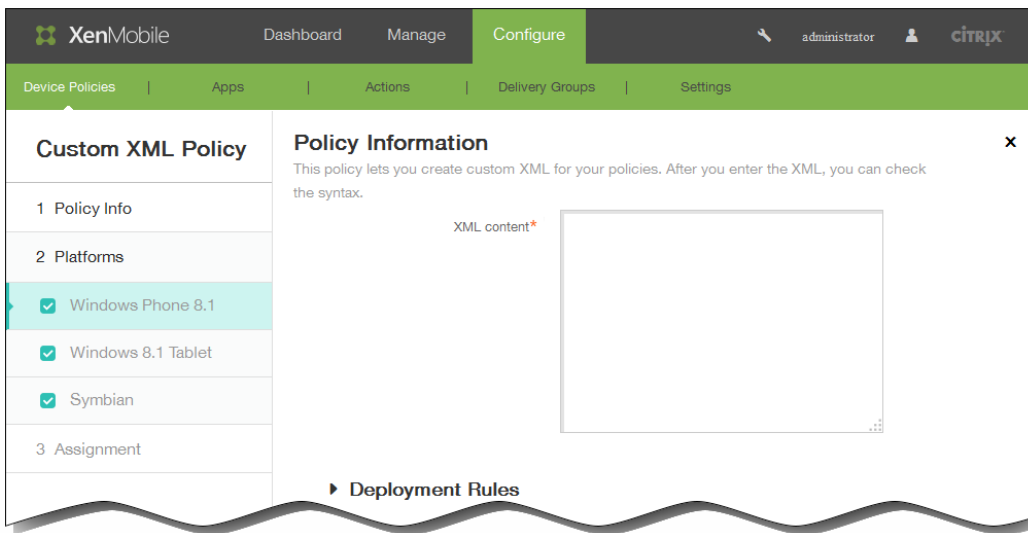 XenMobile Dashboard Manage Configure administrator CİTRIX
Device Policies | Apps | Actions | Delivery Groups | Settings
Custom XML Policy
1 Policy Info
2 Platforms
Windows Phone 8.1
Windows 8.1 Tablet
Symbian
3 Assignment
Policy Information
This policy lets you create custom XML for your policies. After you enter the XML, you can check
the syntax.
XML content*
Deployment Rules